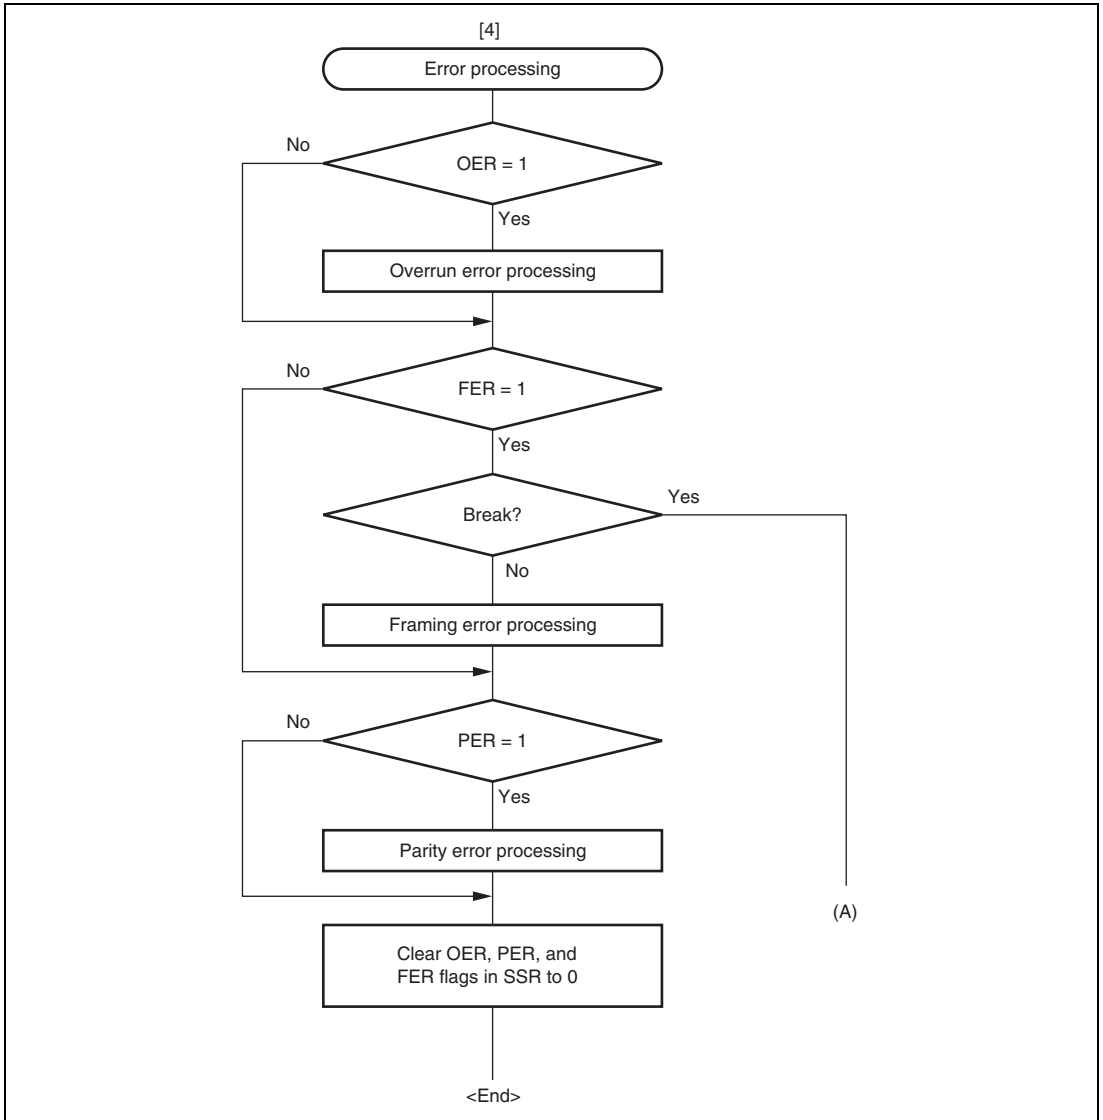 [4]
Error processing
No
OER = 1
Yes
Overrun error processing
No
FER = 1
Yes
Break?
Yes
No
Framing error processing
No
PER = 1
Yes
Parity error processing
(A)
Clear OER, PER, and
FER flags in SSR to 0
<End>